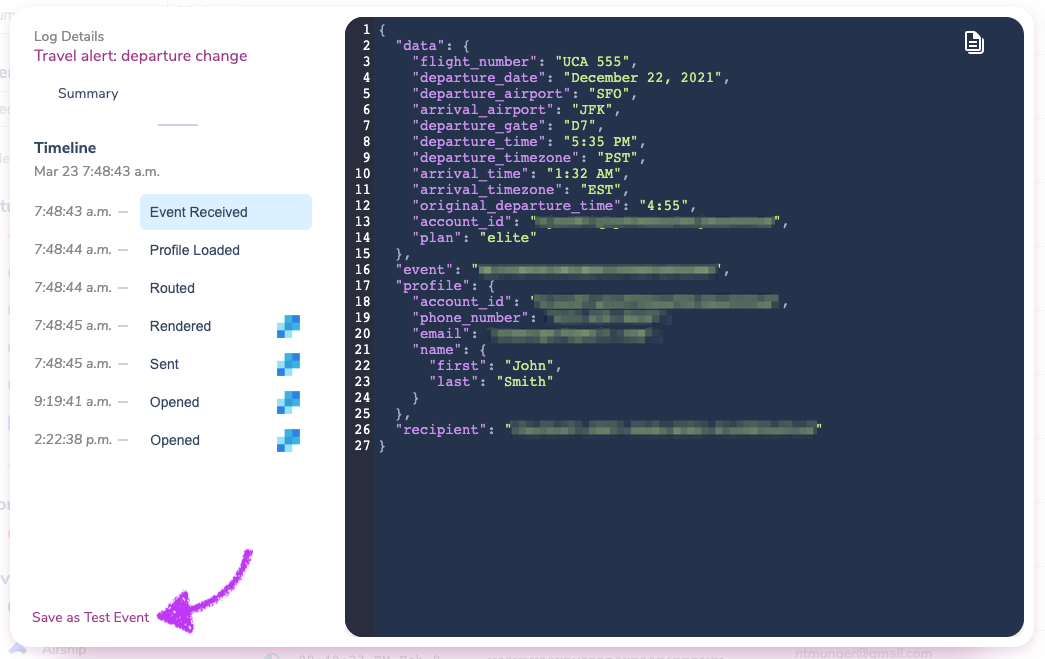 Log Details
Travel alert: departure change
Summary
Timeline
Mar 23 7:48:43 a.m.
7:48:43 a.m. — Event Received
7:48:44 a.m. — Profile Loaded
7:48:44 a.m. — Routed
7:48:45 a.m. — Rendered
7:48:45 a.m. — Sent
9:19:41 a.m. — Opened
2:22:38 p.m. — Opened
Save as Test Event
1 {
2 "data": {
3 "flight_number": "UCA 555",
4 "departure_date": "December 22, 2021",
5 "departure_airport": "SFO",
6 "arrival_airport": "JFK",
7 "departure_gate": "D7",
8 "departure_time": "5:35 PM",
9 "departure_timezone": "PST",
10 "arrival_time": "1:32 AM",
11 "arrival_timezone": "EST",
12 "original_departure_time": "4:55",
13 "account_id": "",
14 "plan": "elite"
15 },
16 "event": "",
17 "profile": {
18 "account_id": ",
19 "phone_number":
20 "email":
21 "name": {
22 "first": "John",
23 "last": "Smith"
24 }
25 },
26 "recipient": ""
27 }
Airship
ntmunger@gmail.com